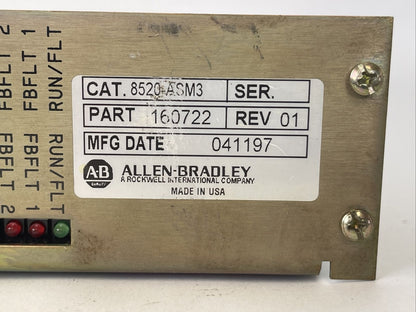 FBFLT 2
FBFLT 1
RUN/FLT
FBFLT 2
FBFLT 1
RUN/FLT
CAT. 8520-ASM3 SER.
PART 160722 REV 01
MFG DATE 041197
AB ALLEN-BRADLEY
QUALITY A ROCKWELL INTERNATIONAL COMPANY
MADE IN USA